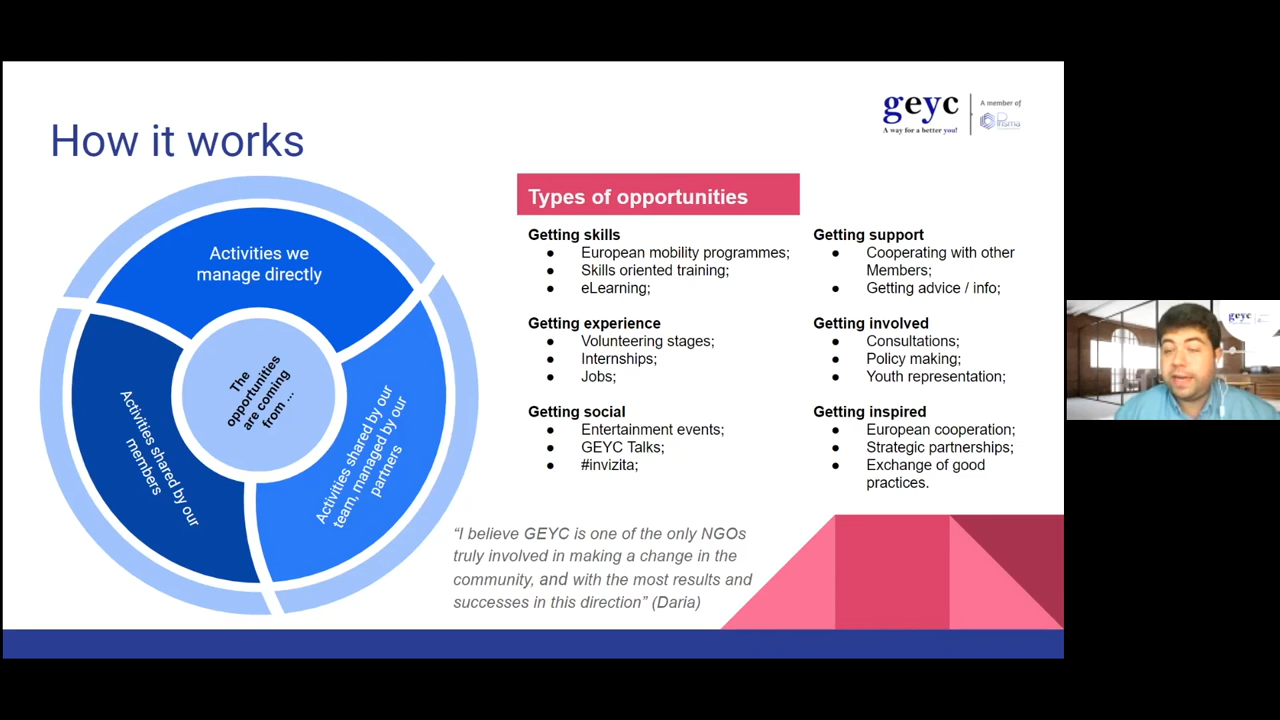 How it works
geyc
A way for a better you!
A member of
Prisma
Activities we
manage directly
The
opportunities
are coming
from ...
Activities shared by our
members
Activities shared by our
team, managed by our
partners
Types of opportunities
Getting skills
● European mobility programmes;
● Skills oriented training;
● eLearning;
Getting experience
● Volunteering stages;
● Internships;
● Jobs;
Getting social
● Entertainment events;
● GEYC Talks;
● #invizita;
Getting support
● Cooperating with other
Members;
● Getting advice / info;
Getting involved
● Consultations;
● Policy making;
● Youth representation;
Getting inspired
● European cooperation;
● Strategic partnerships;
● Exchange of good
practices.
“I believe GEYC is one of the only NGOs
truly involved in making a change in the
community, and with the most results and
successes in this direction” (Daria)
geyc